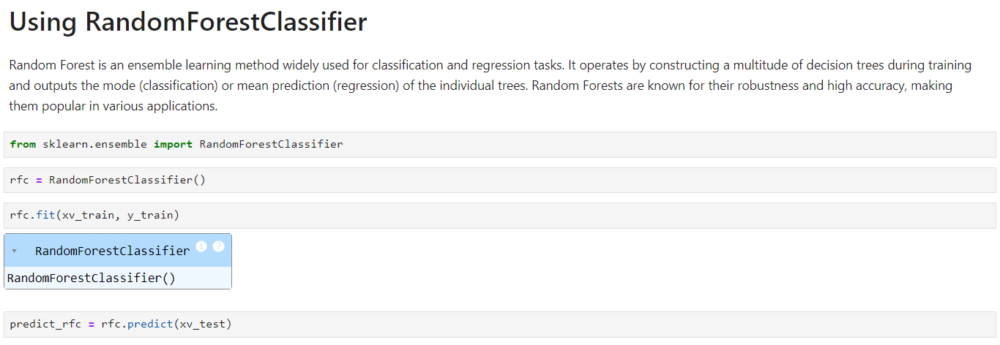 Using RandomForestClassifier
Random Forest is an ensemble learning method widely used for classification and regression tasks. It operates by constructing a multitude of decision trees during training
and outputs the mode (classification) or mean prediction (regression) of the individual trees. Random Forests are known for their robustness and high accuracy, making
them popular in various applications.
from sklearn.ensemble import RandomForestClassifier
rfc = RandomForestClassifier()
rfc.fit(xv_train, y_train)
▾ RandomForestClassifier i ?
RandomForestClassifier()
predict_rfc = rfc.predict(xv_test)